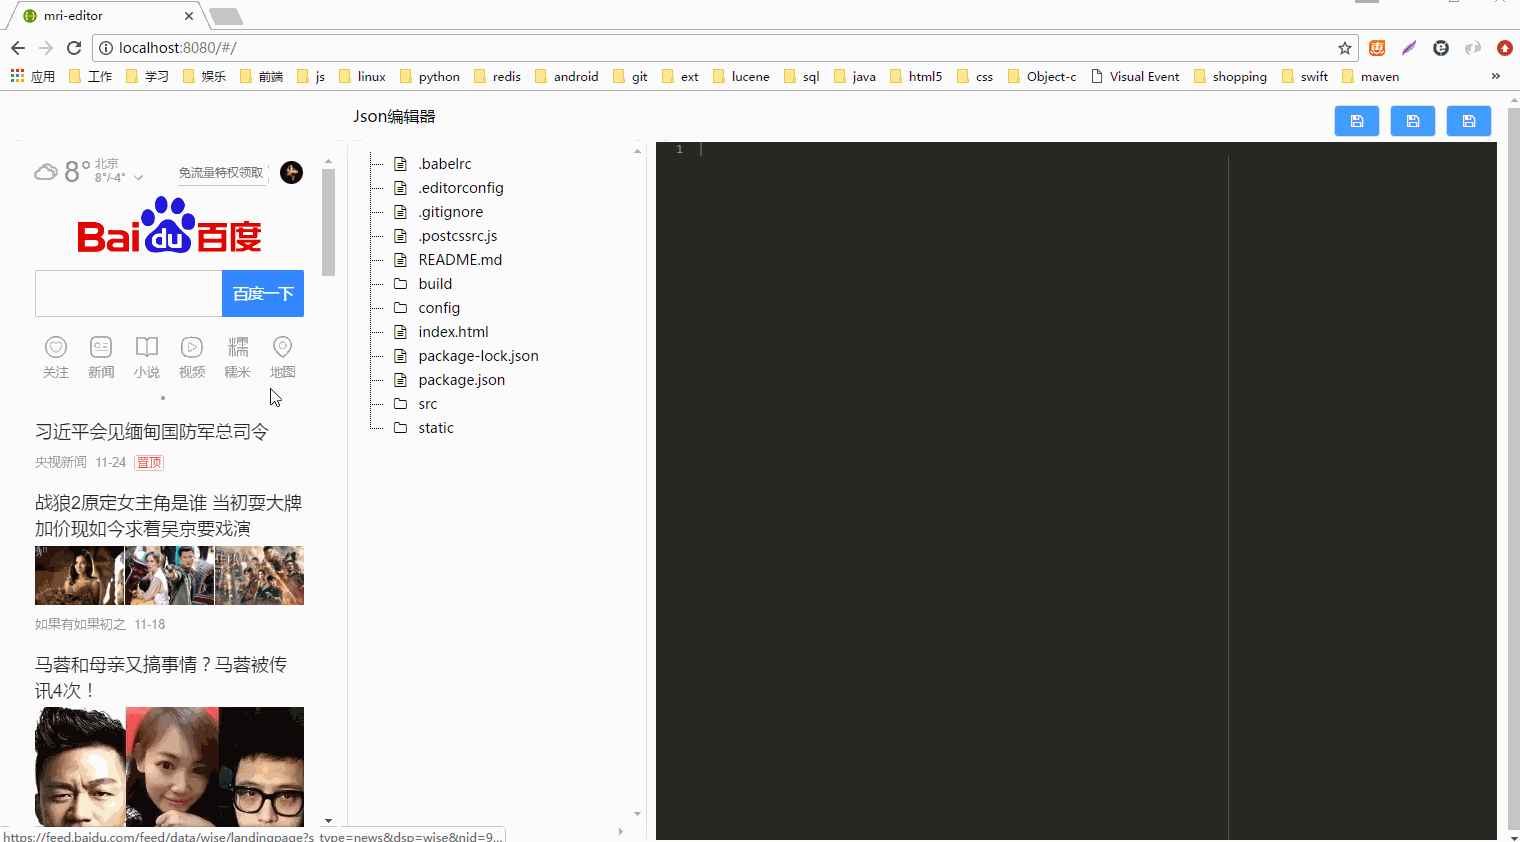 mri-editor
localhost:8080/#/
应用 工作 学习 娱乐 前端 js linux python redis android git ext lucene sql java html5 css Object-c Visual Event shopping swift maven »
Json编辑器
8° 北京
8°/-4°
免流量特权领取
Bai du 百度
百度一下
关注 新闻 小说 视频 糯米 地图
习近平会见缅甸国防军总司令
央视新闻 11-24 置顶
战狼2原定女主角是谁 当初耍大牌
加价现如今求着吴京要戏演
如果有如果初之 11-18
马蓉和母亲又搞事情？马蓉被传
讯4次！
https://feed.baidu.com/feed/data/wise/landingpage?s_type=news&dsp=wise&nid=9...
.babelrc
.editorconfig
.gitignore
.postcssrc.js
README.md
build
config
index.html
package-lock.json
package.json
src
static
1